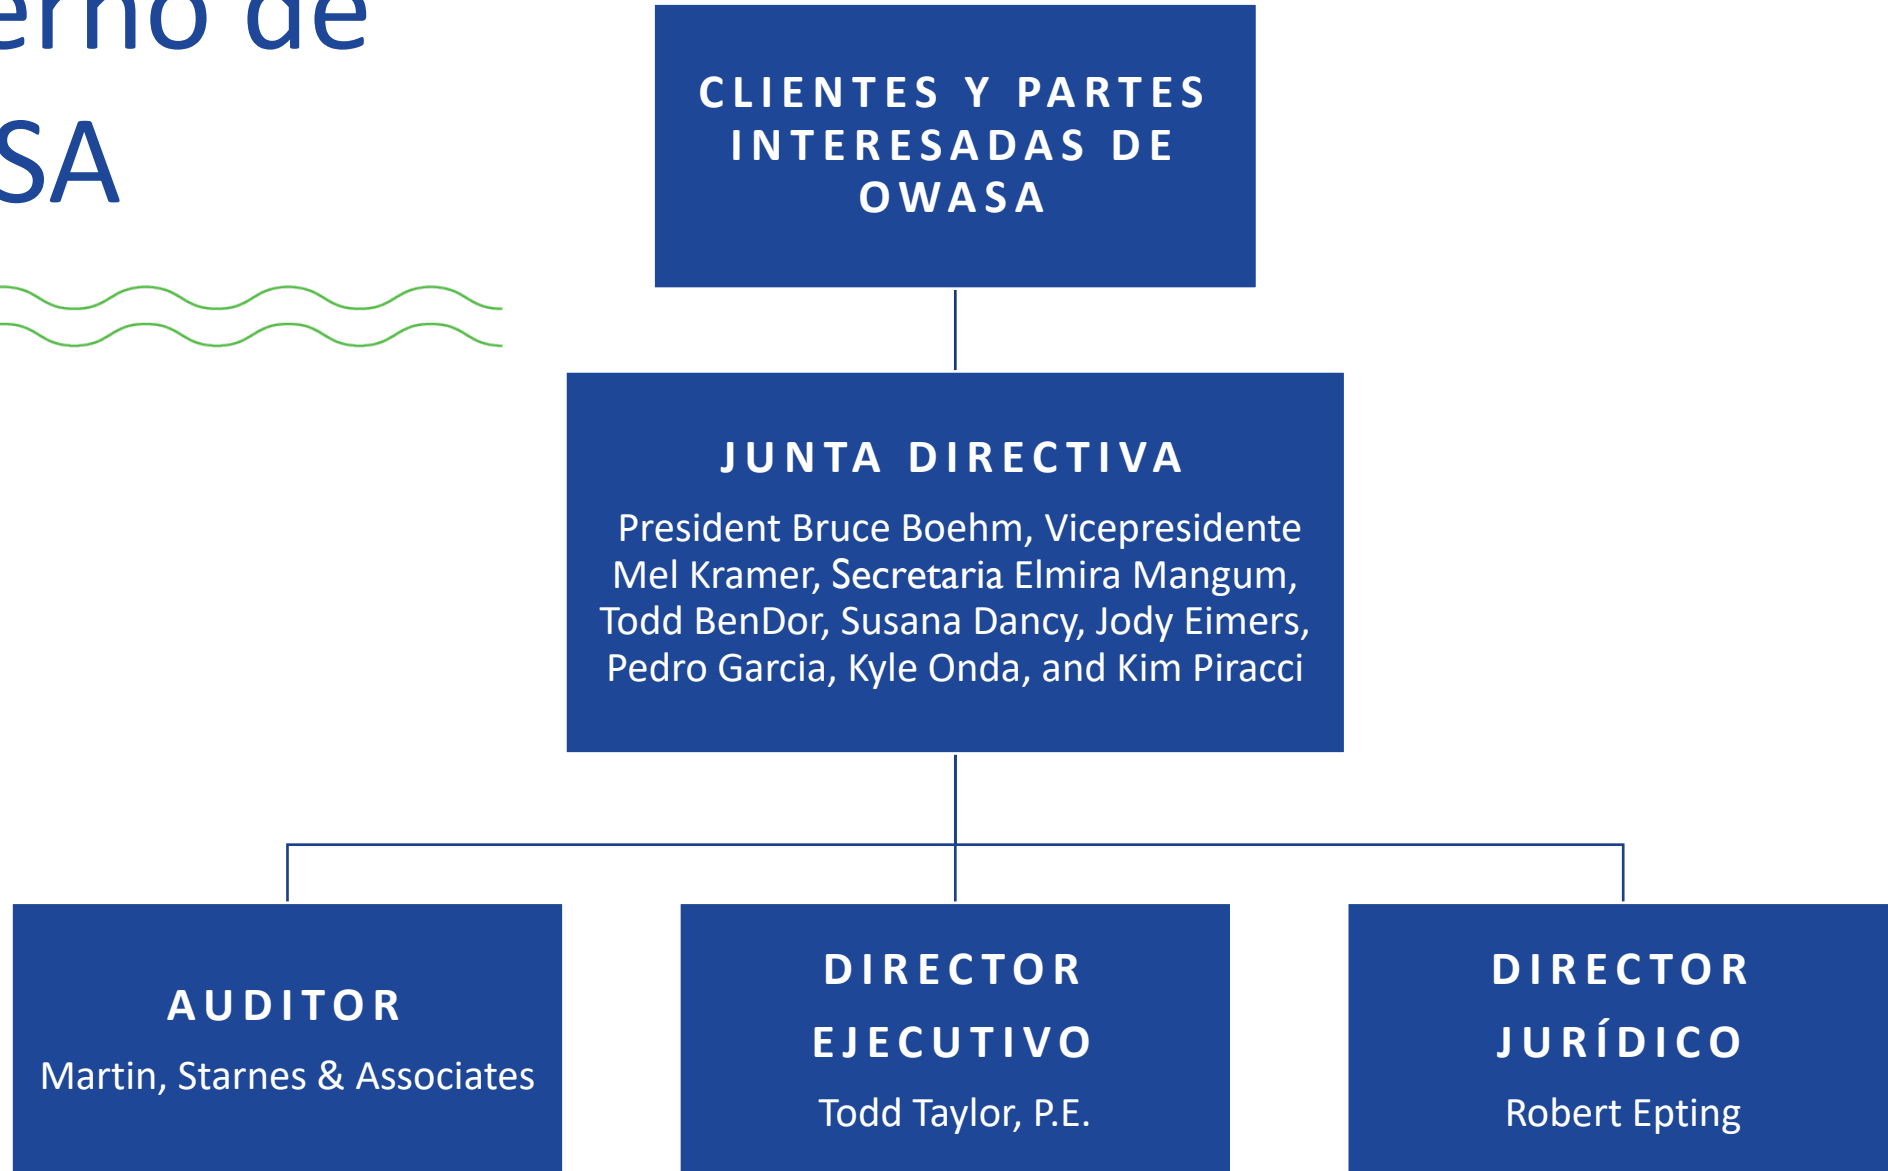 erno de
SA
CLIENTES Y PARTES
INTERESADAS DE
OWASA
JUNTA DIRECTIVA
President Bruce Boehm, Vicepresidente
Mel Kramer, Secretaria Elmira Mangum,
Todd BenDor, Susana Dancy, Jody Eimers,
Pedro Garcia, Kyle Onda, and Kim Piracci
AUDITOR
Martin, Starnes & Associates
DIRECTOR
EJECUTIVO
Todd Taylor, P.E.
DIRECTOR
JURÍDICO
Robert Epting